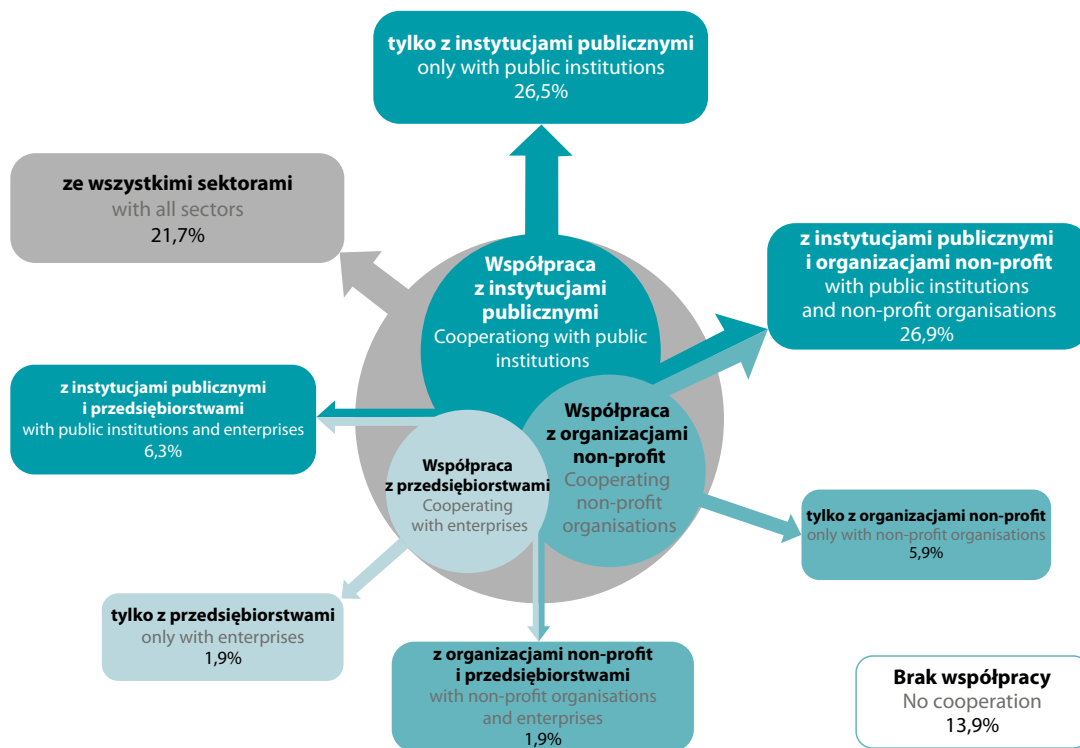 tylko z instytucjami publicznymi
only with public institutions
26,5%
ze wszystkimi sektorami
with all sectors
21,7%
z instytucjami publicznymi
i organizacjami non-profit
with public institutions
and non-profit organisations
26,9%
Współpraca
z instytucjami
publicznymi
Cooperationg with public
institutions
z instytucjami publicznymi
i przedsiębiorstwami
with public institutions and enterprises
6,3%
Współpraca
z organizacjami
non-profit
Cooperating
non-profit
organisations
Współpraca
z przedsiębiorstwami
Cooperating
with enterprises
tylko z organizacjami non-profit
only with non-profit organisations
5,9%
tylko z przedsiębiorstwami
only with enterprises
1,9%
z organizacjami non-profit
i przedsiębiorstwami
with non-profit organisations
and enterprises
1,9%
Brak współpracy
No cooperation
13,9%